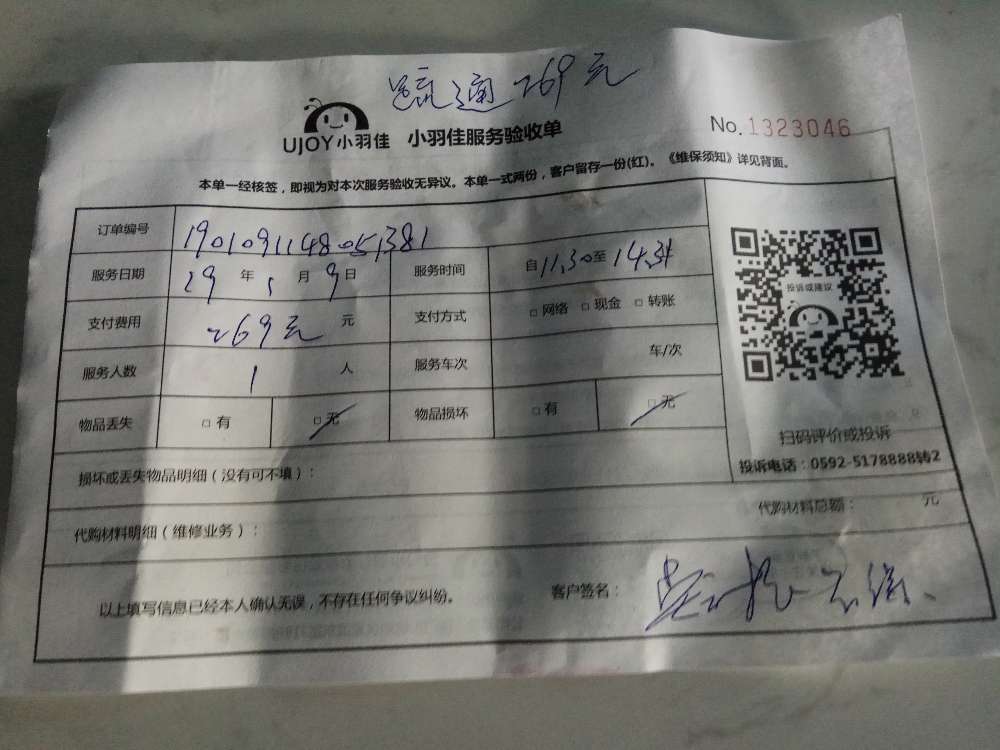 疏通269元
UJOY小羽佳 小羽佳服务验收单
No.1323046
本单一经核签，即视为对本次服务验收无异议。本单一式两份，客户留存一份(红)。《维保须知》详见背面。
订单编号 1901091148051381
服务日期 19年1月9日 服务时间 自11.30至14.34
支付费用 269元 元 支付方式 □网络 □现金 □转账
投诉或建议
服务人数 1 人 服务车次 车/次
物品丢失 □有 □无 物品损坏 □有 □无
扫码评价或投诉
投诉电话：0592-5178888转2
损坏或丢失物品明细（没有可不填）：
代购材料明细（维修业务）： 代购材料总额： 元
以上填写信息已经本人确认无误，不存在任何争议纠纷。 客户签名：